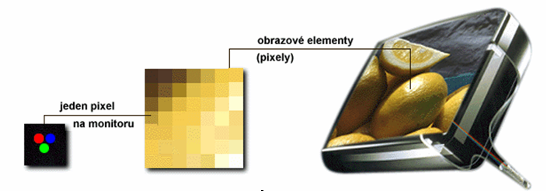 obrazové elementy
(pixely)
jeden pixel
na monitoru